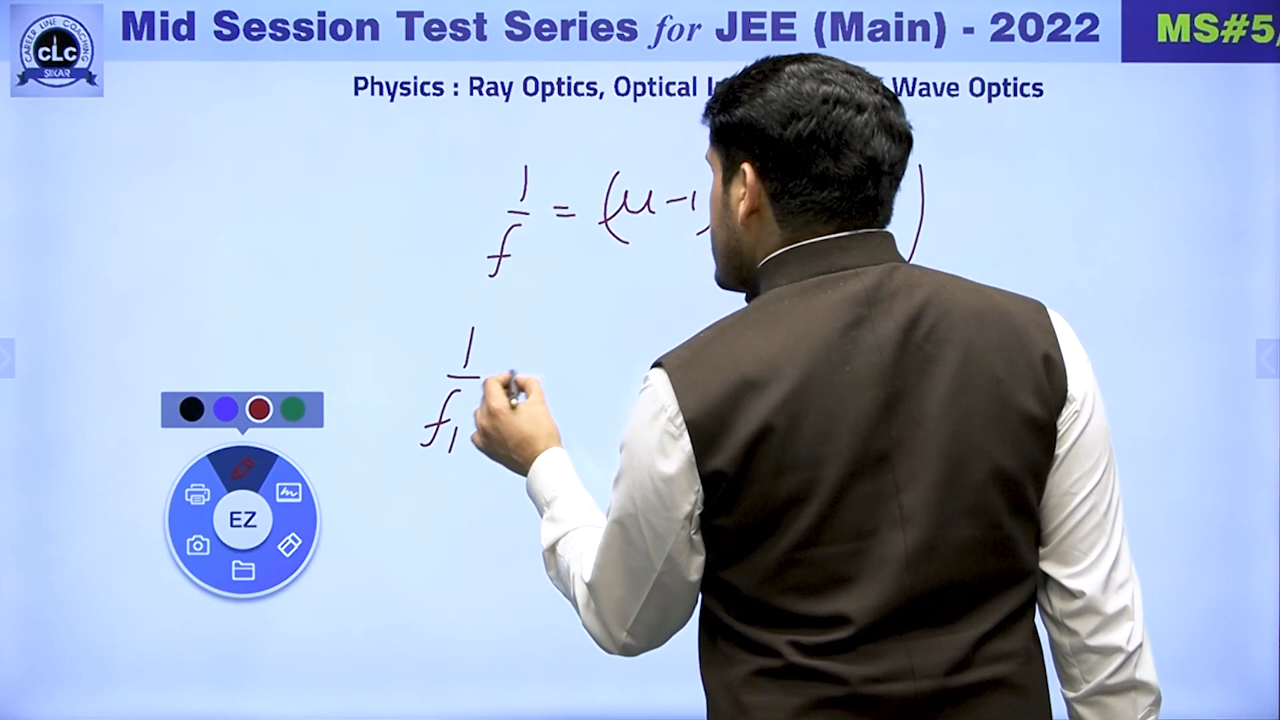 Mid Session Test Series for JEE (Main) - 2022
MS#5/
CAREER LINE COACHING
CLC
SIKAR
Physics : Ray Optics, Optical Wave Optics
1/f = (μ-1) )
1/f₁
EZ